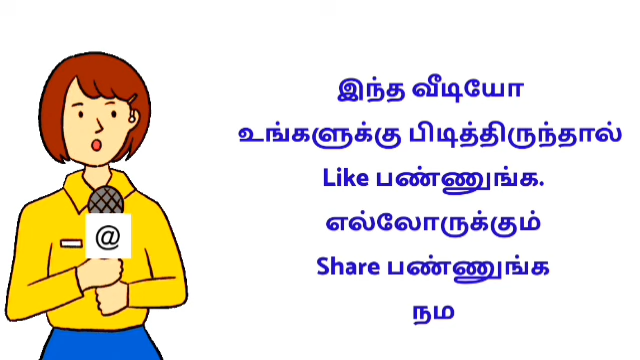 இந்த வீடியோ
உங்களுக்கு பிடித்திருந்தால்
Like பண்ணுங்க.
எல்லோருக்கும்
Share பண்ணுங்க
நம
@